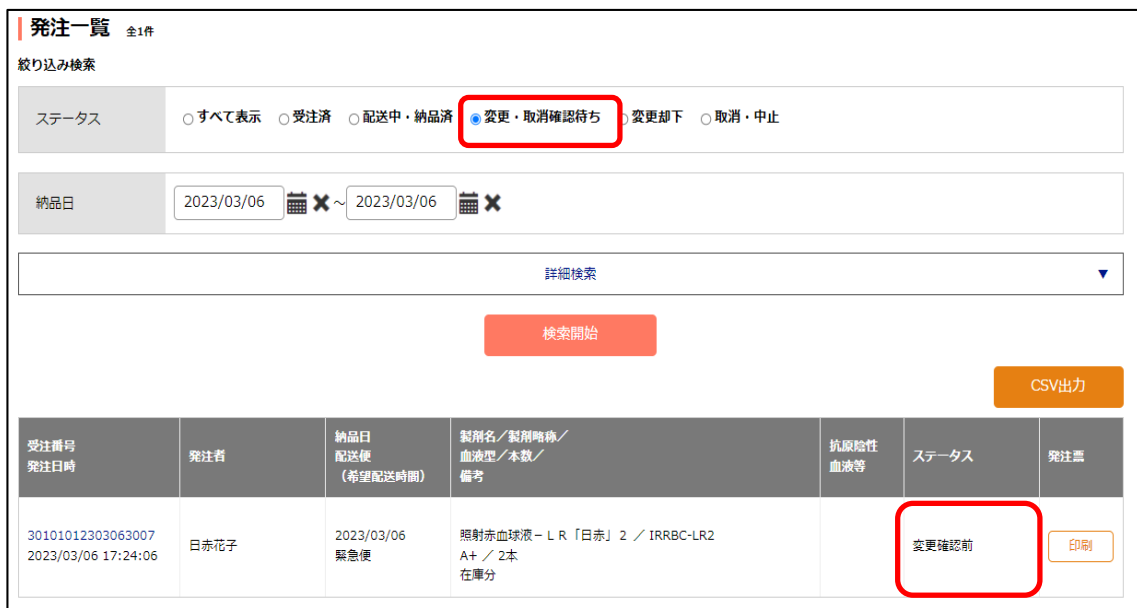 発注一覧 全1件
絞り込み検索
ステータス ○すべて表示 ○受注済 ○配送中・納品済 ◉変更・取消確認待ち ○変更却下 ○取消・中止
納品日 2023/03/06 ～ 2023/03/06
詳細検索 ▼
検索開始
CSV出力
受注番号
発注日時
発注者
納品日
配送便
（希望配送時間）
製剤名／製剤略称／
血液型／本数／
備考
抗原陰性
血液等
ステータス
発注票
30101012303063007
2023/03/06 17:24:06
日赤花子
2023/03/06
緊急便
照射赤血球液－ＬＲ「日赤」２ ／ IRRBC-LR2
A+ ／ 2本
在庫分
変更確認前
印刷